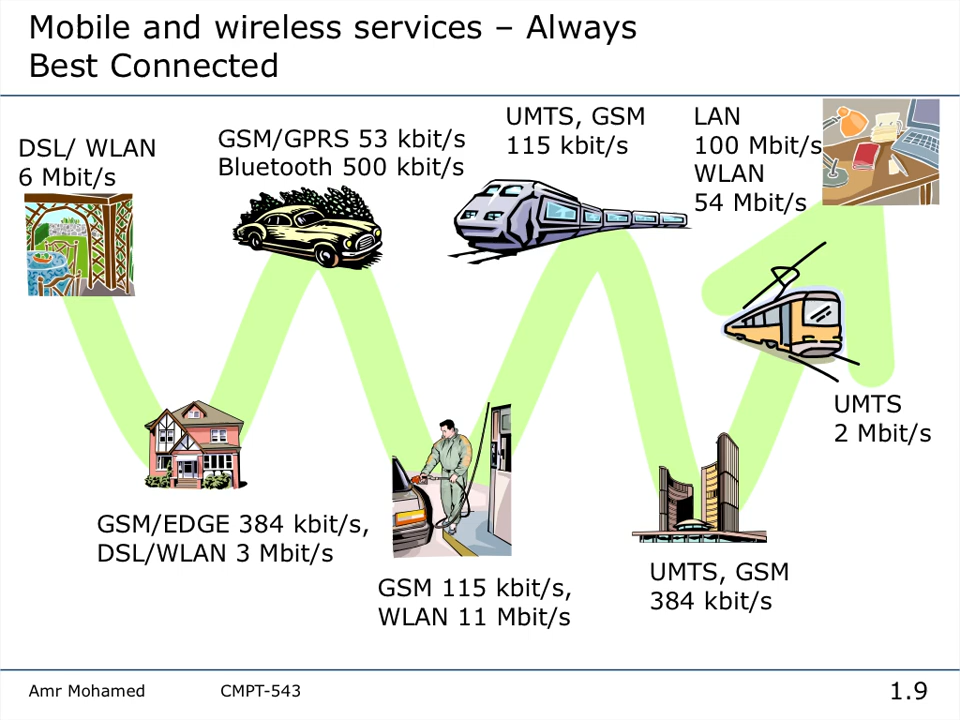 Mobile and wireless services – Always
Best Connected
DSL/ WLAN
6 Mbit/s
GSM/GPRS 53 kbit/s
Bluetooth 500 kbit/s
UMTS, GSM
115 kbit/s
LAN
100 Mbit/s
WLAN
54 Mbit/s
UMTS
2 Mbit/s
GSM/EDGE 384 kbit/s,
DSL/WLAN 3 Mbit/s
GSM 115 kbit/s,
WLAN 11 Mbit/s
UMTS, GSM
384 kbit/s
Amr Mohamed
CMPT-543
1.9